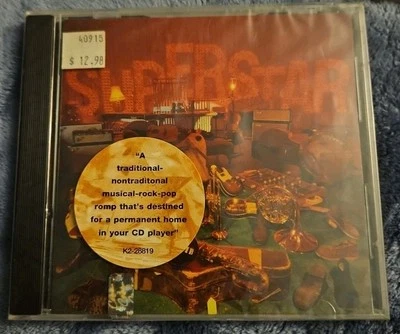 40915
$ 12.98
SUPERSTAR
"A
traditional-
nontraditonal
musical-rock-pop
romp that's destined
for a permanent home
in your CD player"
K2-28819